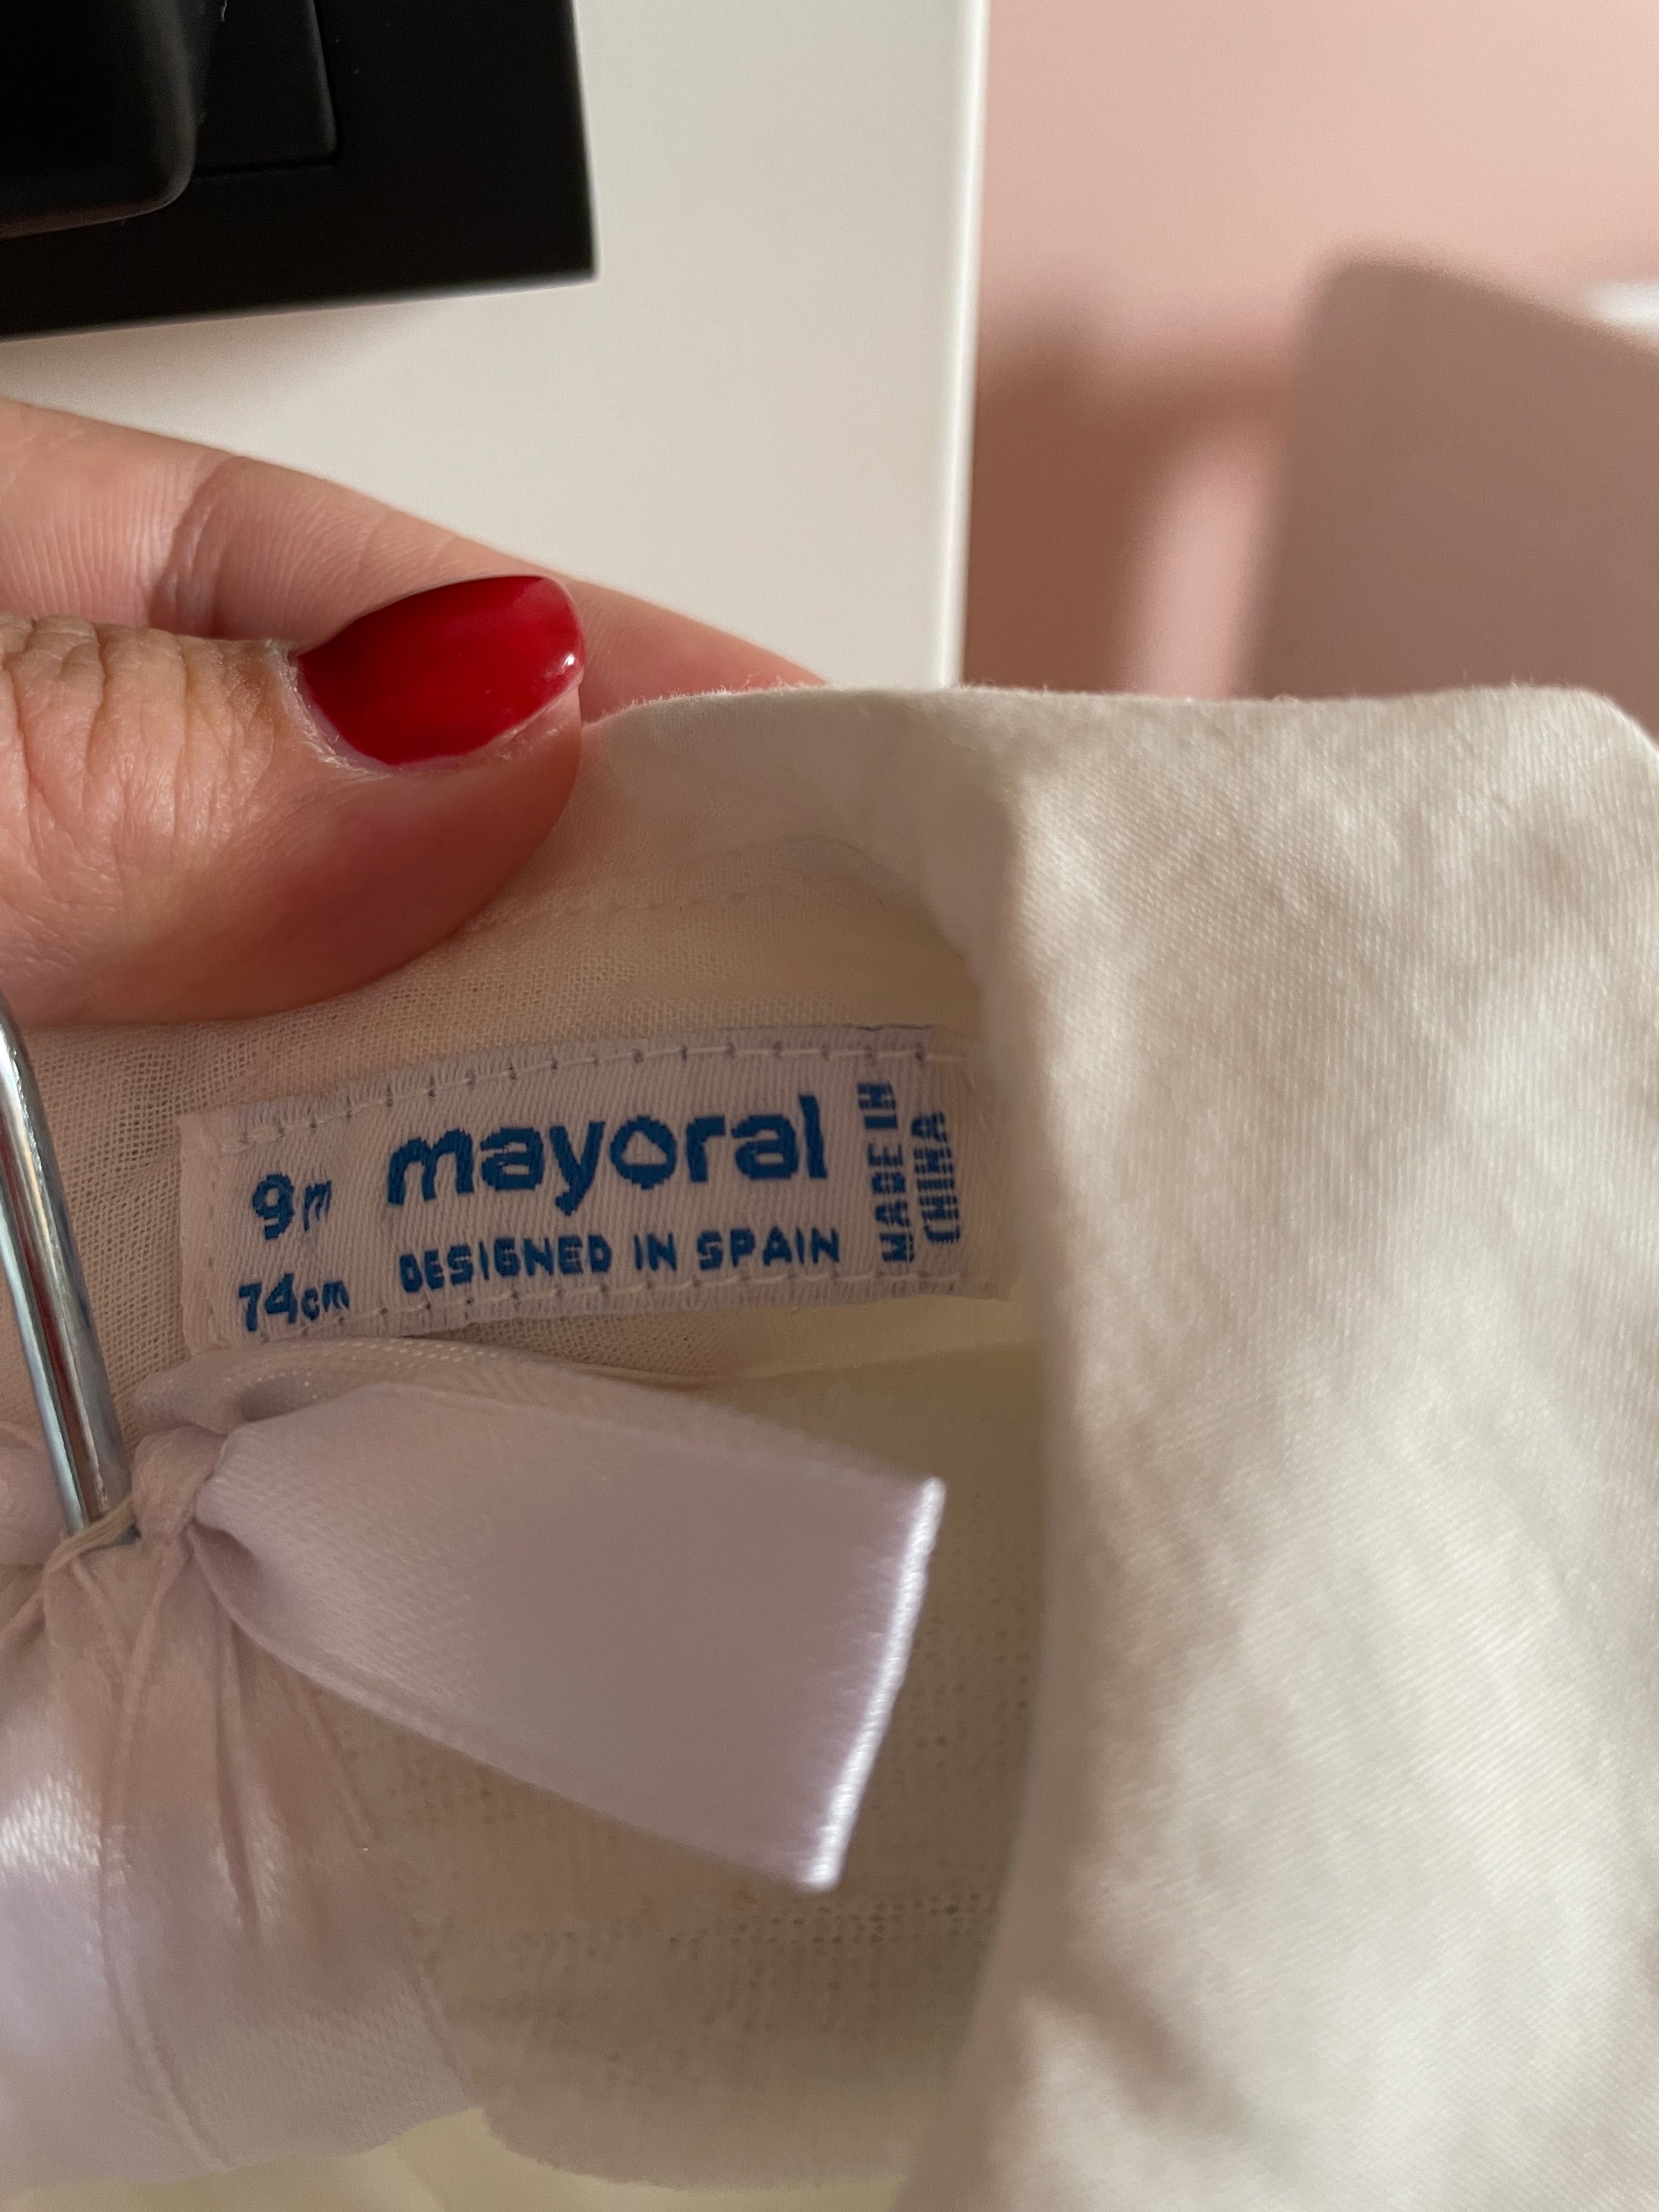 9m
74cm
mayoral
DESIGNED IN SPAIN
MADE IN
CHINA